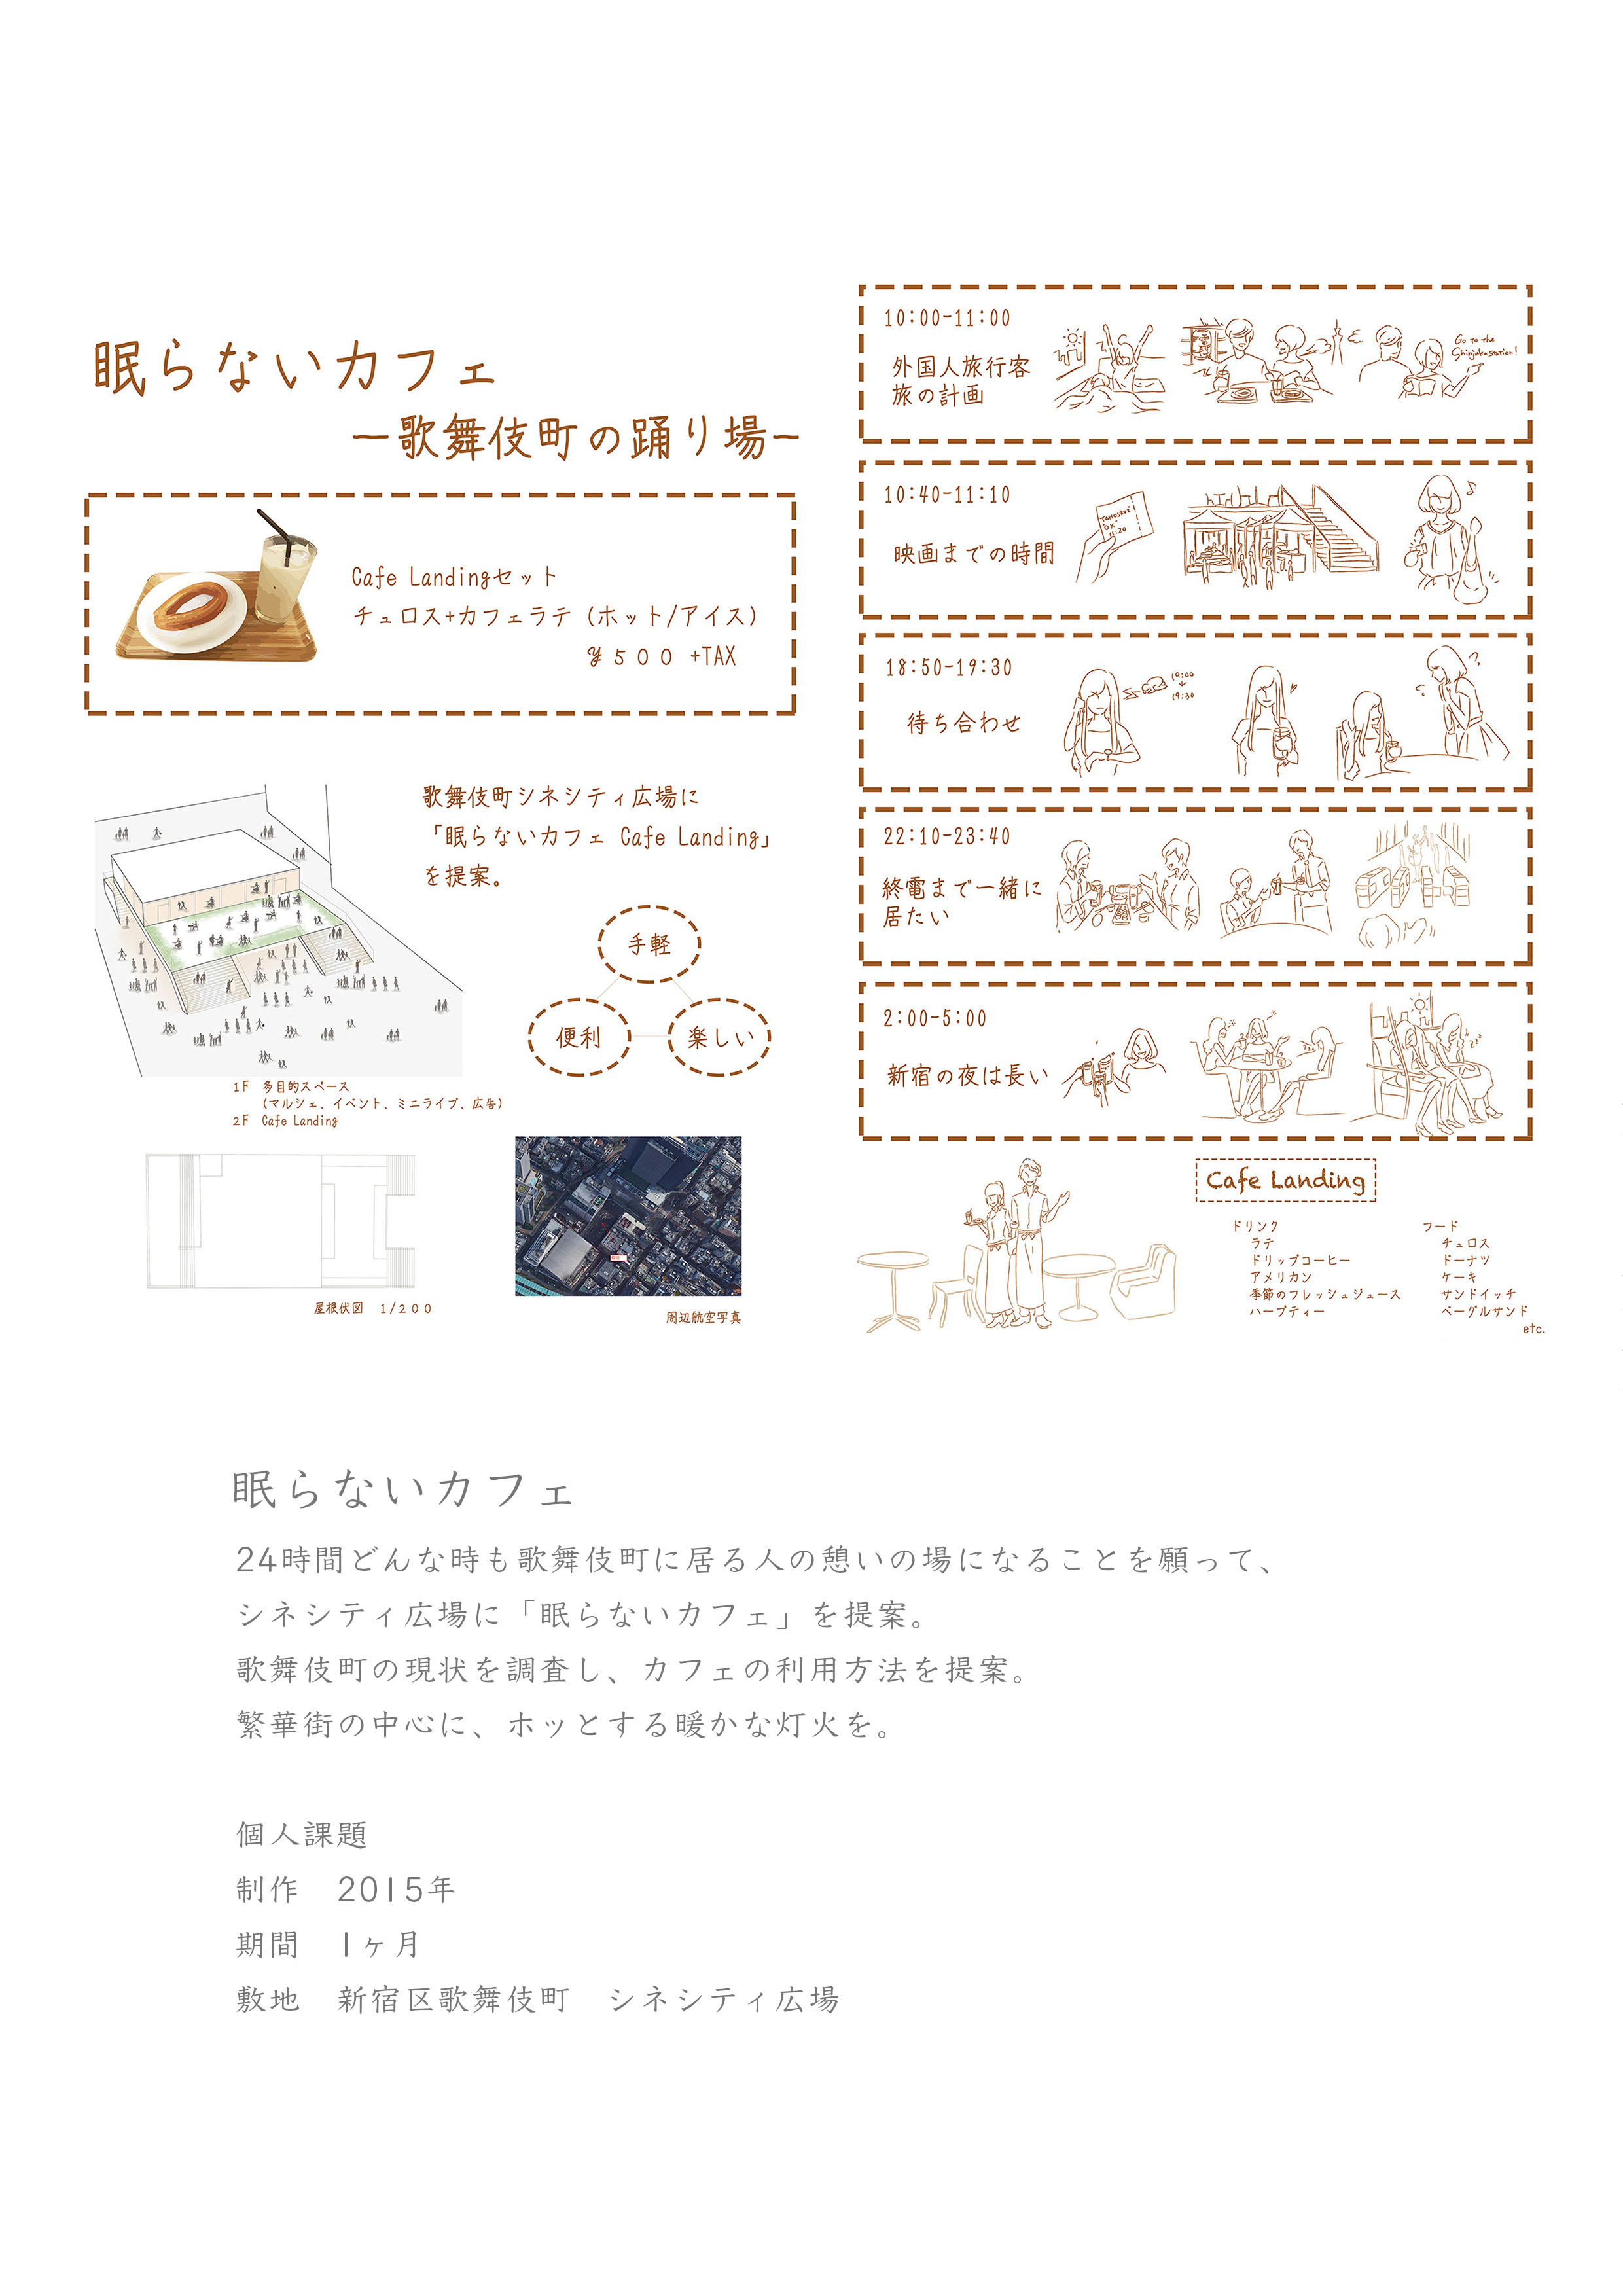 眠らないカフェ
ー歌舞伎町の踊り場ー
Cafe Landingセット
チュロス+カフェラテ（ホット/アイス）
¥５００ +TAX
歌舞伎町シネシティ広場に
「眠らないカフェ Cafe Landing」
を提案。
手軽
便利
楽しい
1F　多目的スペース
（マルシェ、イベント、ミニライブ、広告）
2F　Cafe Landing
屋根伏図　1/２００
周辺航空写真
10:00-11:00
外国人旅行客
旅の計画
Go to the
Shinjuku station!
10:40-11:10
映画までの時間
11:20
18:50-19:30
待ち合わせ
19:00
↓
19:30
22:10-23:40
終電まで一緒に
居たい
2:00-5:00
新宿の夜は長い
zzz
Cafe Landing
ドリンク
ラテ
ドリップコーヒー
アメリカン
季節のフレッシュジュース
ハーブティー
フード
チュロス
ドーナツ
ケーキ
サンドイッチ
ベーグルサンド
etc.
眠らないカフェ
24時間どんな時も歌舞伎町に居る人の憩いの場になることを願って、
シネシティ広場に「眠らないカフェ」を提案。
歌舞伎町の現状を調査し、カフェの利用方法を提案。
繁華街の中心に、ホッとする暖かな灯火を。
個人課題
制作　2015年
期間　1ヶ月
敷地　新宿区歌舞伎町　シネシティ広場